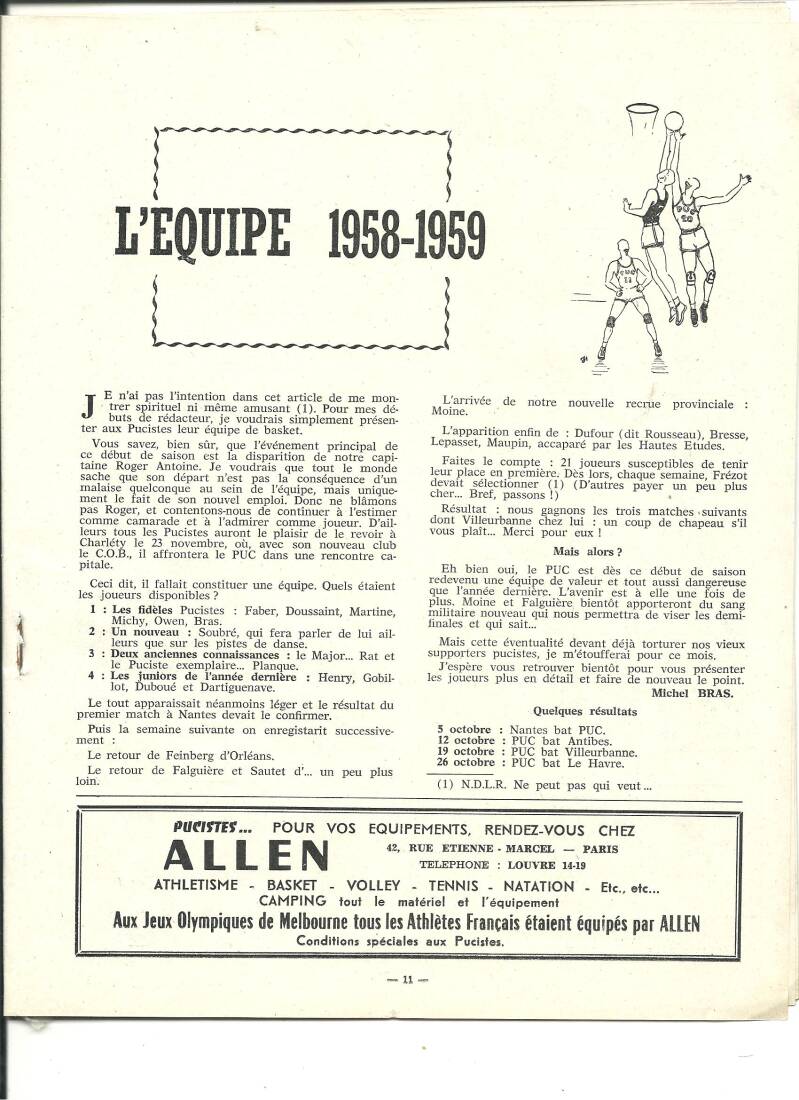 L'EQUIPE 1958-1959
JE n'ai pas l'intention dans cet article de me mon-
trer spirituel ni même amusant (1). Pour mes dé-
buts de rédacteur, je voudrais simplement présen-
ter aux Pucistes leur équipe de basket.
Vous savez, bien sûr, que l'événement principal de
ce début de saison est la disparition de notre capi-
taine Roger Antoine. Je voudrais que tout le monde
sache que son départ n'est pas la conséquence d'un
malaise quelconque au sein de l'équipe, mais unique-
ment le fait de son nouvel emploi. Donc ne blâmons
pas Roger, et contentons-nous de continuer à l'estimer
comme camarade et à l'admirer comme joueur. D'ail-
leurs tous les Pucistes auront le plaisir de le revoir à
Charléty le 23 novembre, où, avec son nouveau club
le C.O.B., il affrontera le PUC dans une rencontre ca-
pitale.
Ceci dit, il fallait constituer une équipe. Quels étaient
les joueurs disponibles ?
1 : Les fidèles Pucistes : Faber, Doussaint, Martine,
Michy, Owen, Bras.
2 : Un nouveau : Soubré, qui fera parler de lui ail-
leurs que sur les pistes de danse.
3 : Deux anciennes connaissances : le Major... Rat et
le Puciste exemplaire... Planque.
4 : Les juniors de l'année dernière : Henry, Gobil-
lot, Duboué et Dartiguenave.
Le tout apparaissait néanmoins léger et le résultat du
premier match à Nantes devait le confirmer.
Puis la semaine suivante on enregistarit successive-
ment :
Le retour de Feinberg d'Orléans.
Le retour de Falguière et Sautet d'... un peu plus
loin.
L'arrivée de notre nouvelle recrue provinciale :
Moine.
L'apparition enfin de : Dufour (dit Rousseau), Bresse,
Lepasset, Maupin, accaparé par les Hautes Etudes.
Faites le compte : 21 joueurs susceptibles de tenir
leur place en première. Dès lors, chaque semaine, Frézot
devait sélectionner (1) (D'autres payer un peu plus
cher... Bref, passons !)
Résultat : nous gagnons les trois matches suivants
dont Villeurbanne chez lui : un coup de chapeau s'il
vous plaît... Merci pour eux !
Mais alors ?
Eh bien oui, le PUC est dès ce début de saison
redevenu une équipe de valeur et tout aussi dangereuse
que l'année dernière. L'avenir est à elle une fois de
plus. Moine et Falguière bientôt apporteront du sang
militaire nouveau qui nous permettra de viser les demi-
finales et qui sait...
Mais cette éventualité devant déjà torturer nos vieux
supporters pucistes, je m'étoufferai pour ce mois.
J'espère vous retrouver bientôt pour vous présenter
les joueurs plus en détail et faire de nouveau le point.
Michel BRAS.
Quelques résultats
5 octobre : Nantes bat PUC.
12 octobre : PUC bat Antibes.
19 octobre : PUC bat Villeurbanne.
26 octobre : PUC bat Le Havre.
(1) N.D.L.R. Ne peut pas qui veut...
PUCISTES... POUR VOS EQUIPEMENTS, RENDEZ-VOUS CHEZ
ALLEN
42, RUE ETIENNE-MARCEL — PARIS
TELEPHONE : LOUVRE 14-19
ATHLETISME - BASKET - VOLLEY - TENNIS - NATATION - Etc., etc...
CAMPING tout le matériel et l'équipement
Aux Jeux Olympiques de Melbourne tous les Athlètes Français étaient équipés par ALLEN
Conditions spéciales aux Pucistes.
— 11 —